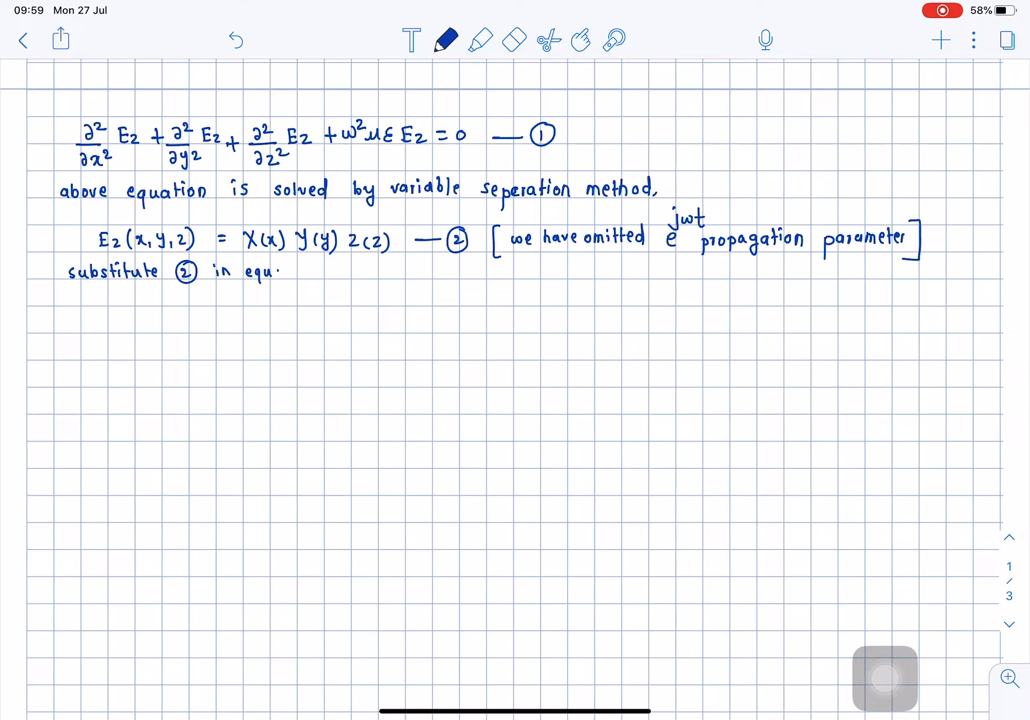 09:59 Mon 27 Jul 58%
T
∂²/∂x² Ez + ∂²/∂y² Ez + ∂²/∂z² Ez + ω²με Ez = 0 — ①
above equation is solved by variable seperation method.
Ez (x, y, z) = X(x) Y(y) Z(z) — ② [we have omitted e^jωt propagation parameter]
substitute ② in equ.
1
/
3